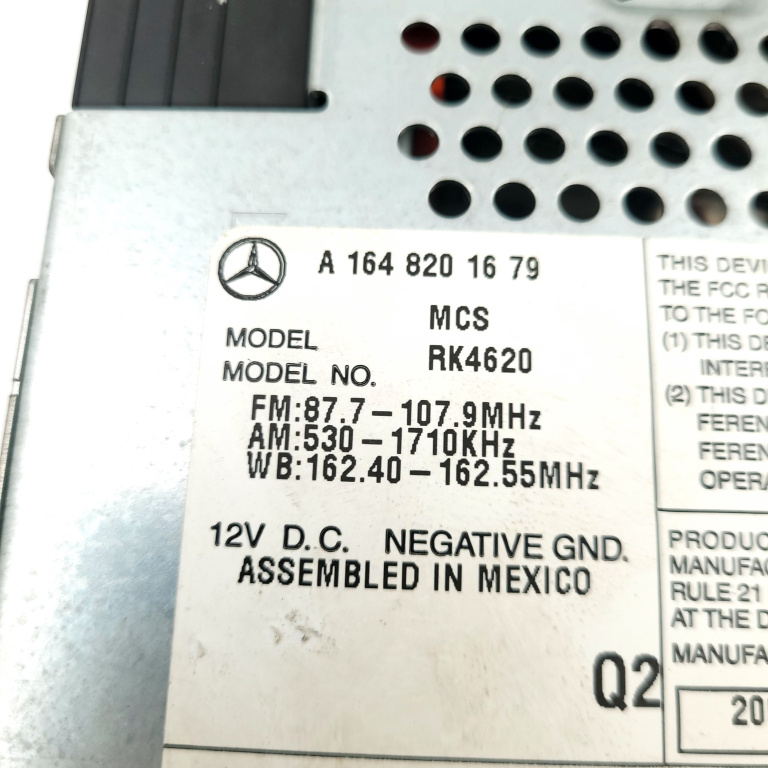 A 164 820 16 79
MODEL MCS
MODEL NO. RK4620
FM:87.7-107.9MHz
AM:530-1710KHz
WB:162.40-162.55MHz
12V D.C. NEGATIVE GND.
ASSEMBLED IN MEXICO
Q2
THIS DEVI
THE FCC R
TO THE FO
(1) THIS DE
INTERF
(2) THIS D
FEREN
FEREN
OPERA
PRODUC
MANUFAC
RULE 21
AT THE D
MANUFA
20